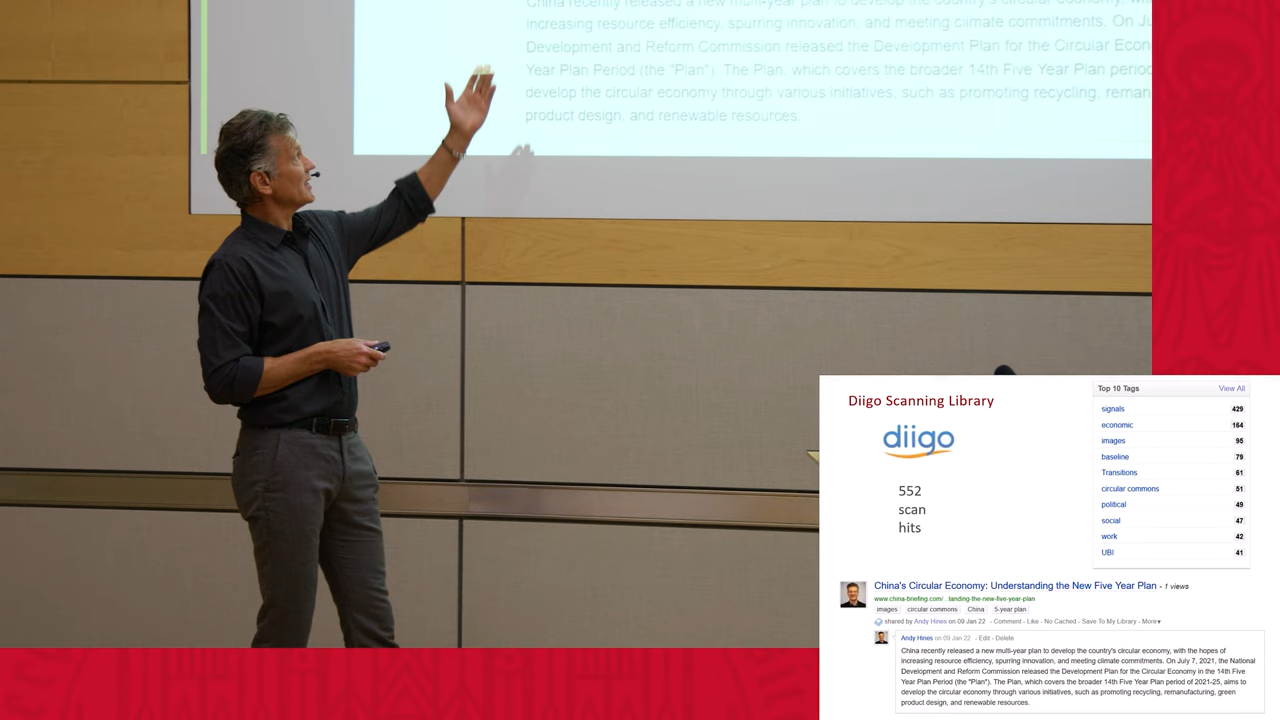 China recently released a new multi-year plan to develop the country's circular economy, wi
increasing resource efficiency, spurring innovation, and meeting climate commitments. On Ju
Development and Reform Commission released the Development Plan for the Circular Econ
Year Plan Period (the "Plan"). The Plan, which covers the broader 14th Five Year Plan period
develop the circular economy through various initiatives, such as promoting recycling, reman
product design, and renewable resources.
Diigo Scanning Library
diigo
552
scan
hits
Top 10 Tags View All
signals 429
economic 164
images 95
baseline 79
Transitions 61
circular commons 51
political 49
social 47
work 42
UBI 41
China's Circular Economy: Understanding the New Five Year Plan - 1 views
www.china-briefing.com/...tanding-the-new-five-year-plan
images circular commons China 5-year plan
shared by Andy Hines on 09 Jan 22 - Comment - Like - No Cached - Save To My Library - More▾
Andy Hines on 09 Jan 22 - Edit - Delete
China recently released a new multi-year plan to develop the country's circular economy, with the hopes of
increasing resource efficiency, spurring innovation, and meeting climate commitments. On July 7, 2021, the National
Development and Reform Commission released the Development Plan for the Circular Economy in the 14th Five
Year Plan Period (the "Plan"). The Plan, which covers the broader 14th Five Year Plan period of 2021-25, aims to
develop the circular economy through various initiatives, such as promoting recycling, remanufacturing, green
product design, and renewable resources.